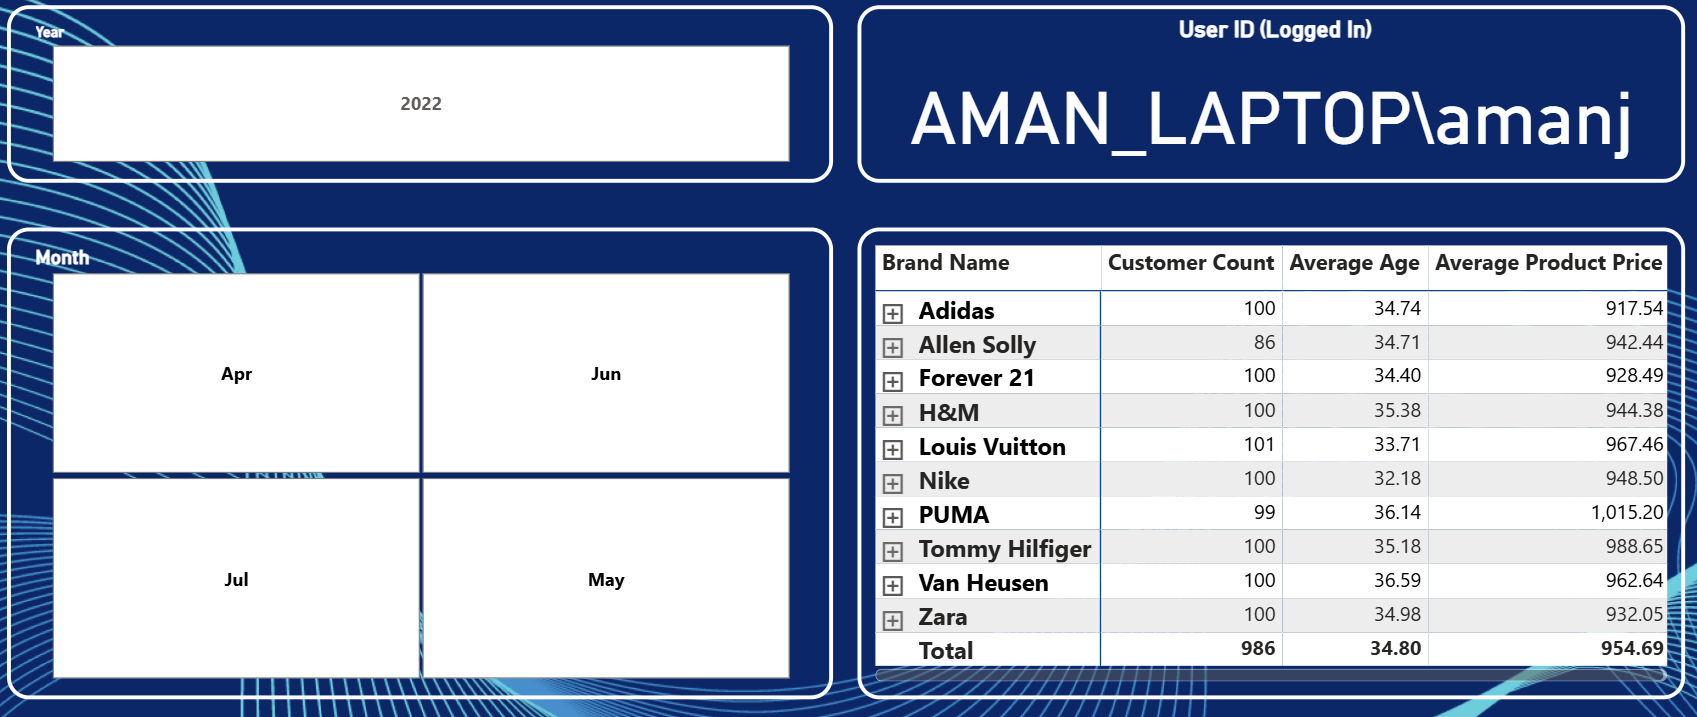 Year
2022
User ID (Logged In)
AMAN_LAPTOP\amanj
Month
Apr
Jun
Jul
May
Brand Name Customer Count Average Age Average Product Price
Adidas 100 34.74 917.54
Allen Solly 86 34.71 942.44
Forever 21 100 34.40 928.49
H&M 100 35.38 944.38
Louis Vuitton 101 33.71 967.46
Nike 100 32.18 948.50
PUMA 99 36.14 1,015.20
Tommy Hilfiger 100 35.18 988.65
Van Heusen 100 36.59 962.64
Zara 100 34.98 932.05
Total 986 34.80 954.69